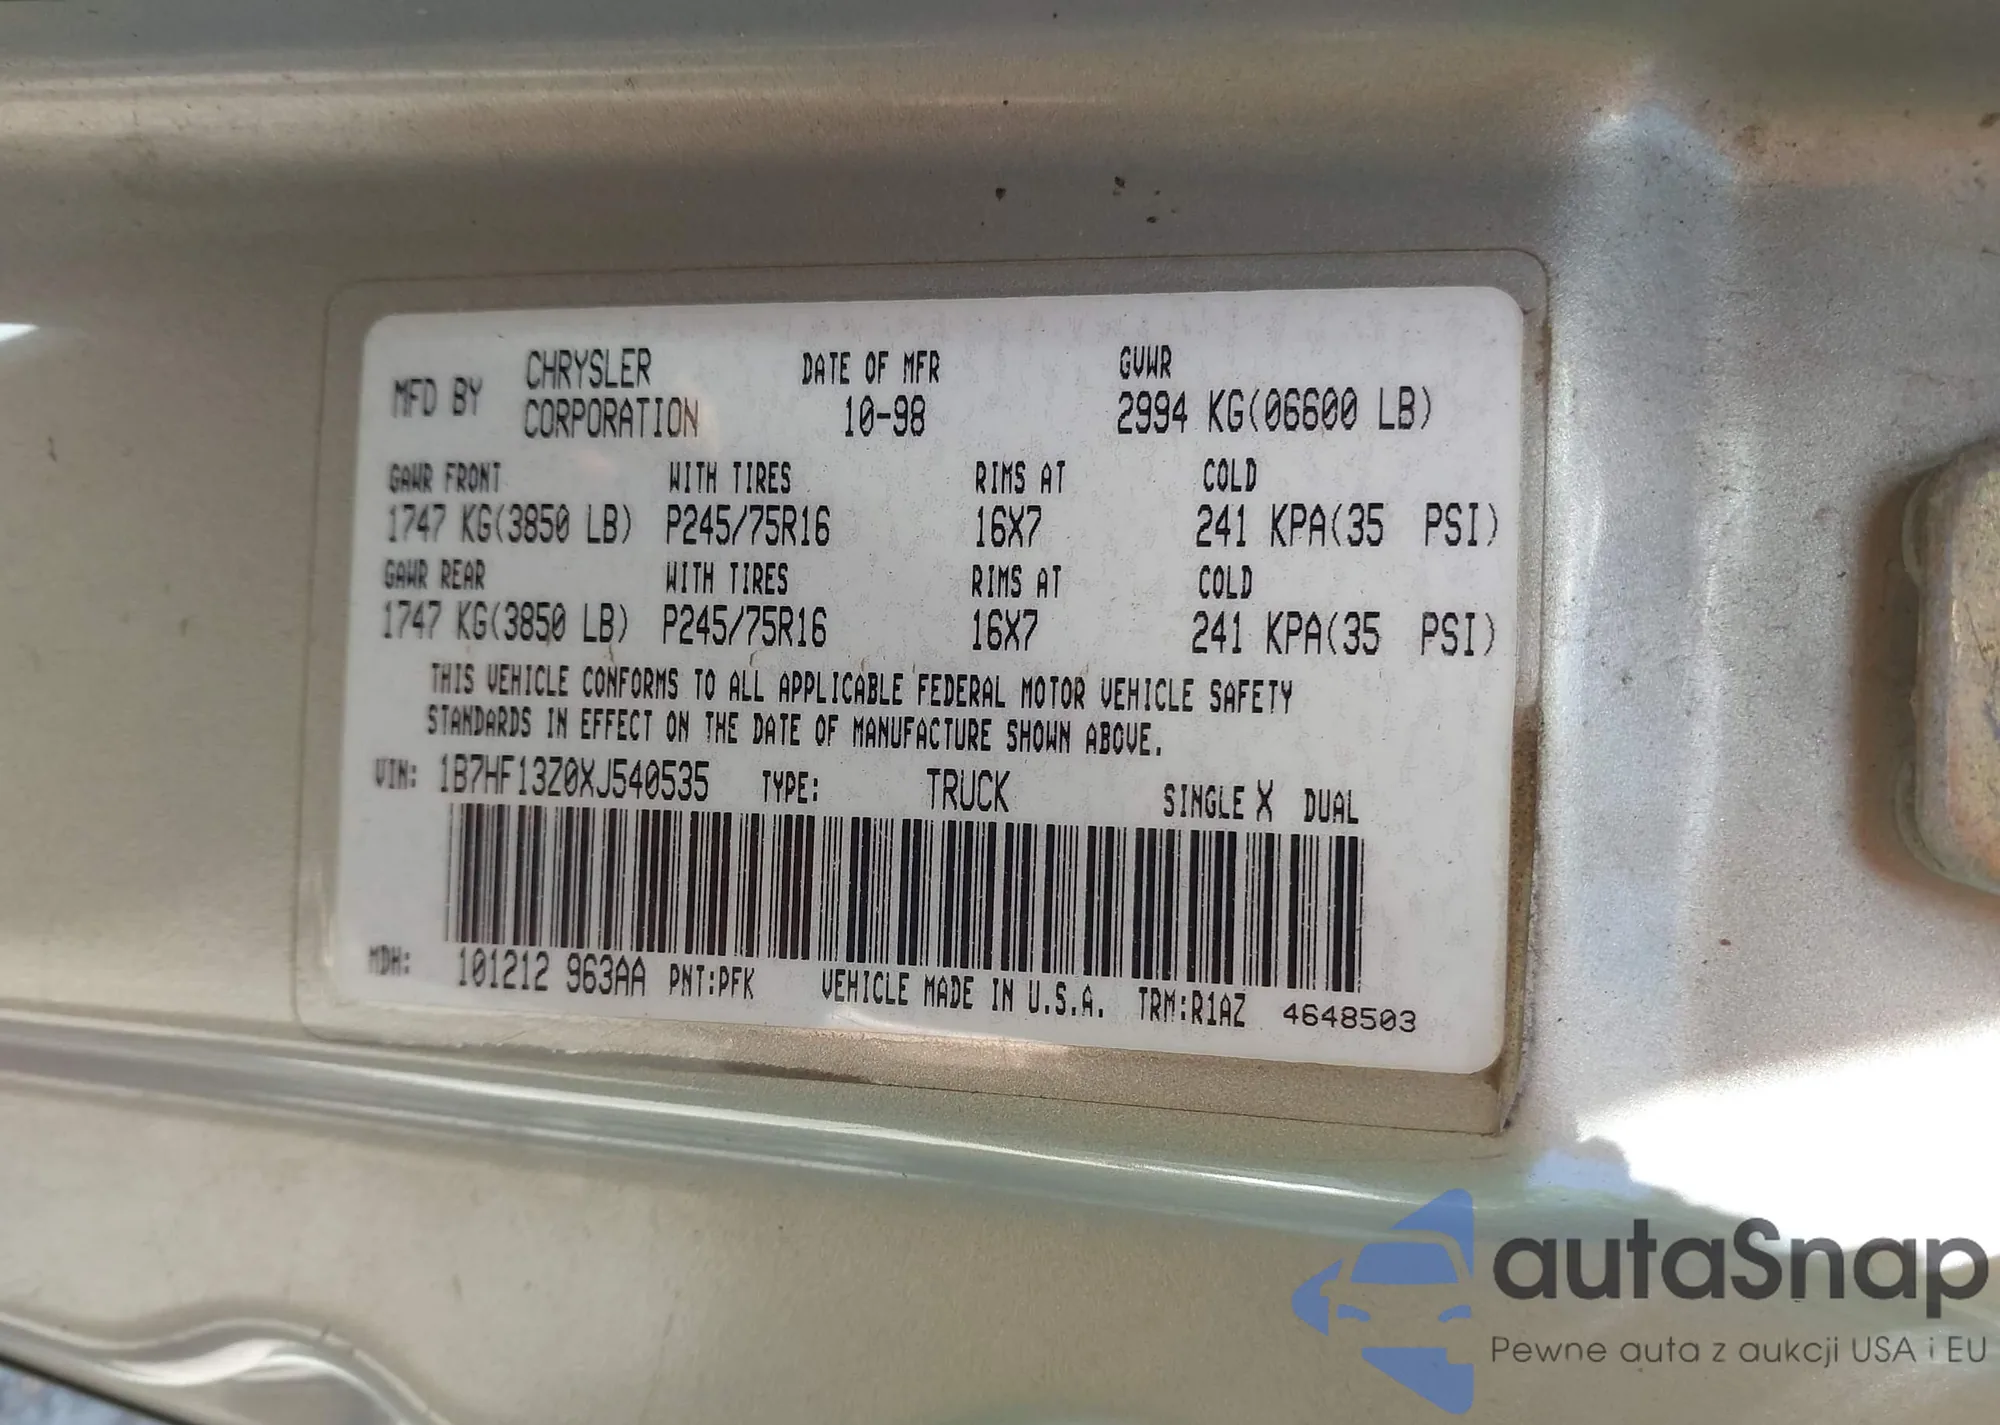 MFD BY CHRYSLER CORPORATION DATE OF MFR 10-98 GVWR 2994 KG(06600 LB)
GAWR FRONT WITH TIRES RIMS AT COLD
1747 KG(3850 LB) P245/75R16 16X7 241 KPA(35 PSI)
GAWR REAR WITH TIRES RIMS AT COLD
1747 KG(3850 LB) P245/75R16 16X7 241 KPA(35 PSI)
THIS VEHICLE CONFORMS TO ALL APPLICABLE FEDERAL MOTOR VEHICLE SAFETY
STANDARDS IN EFFECT ON THE DATE OF MANUFACTURE SHOWN ABOVE.
VIN: 1B7HF13Z0XJ540535 TYPE: TRUCK SINGLE X DUAL
MDH: 101212 963AA PNT:PFK VEHICLE MADE IN U.S.A. TRM:R1AZ 4648503
autaSnap
Pewne auta z aukcji USA i EU